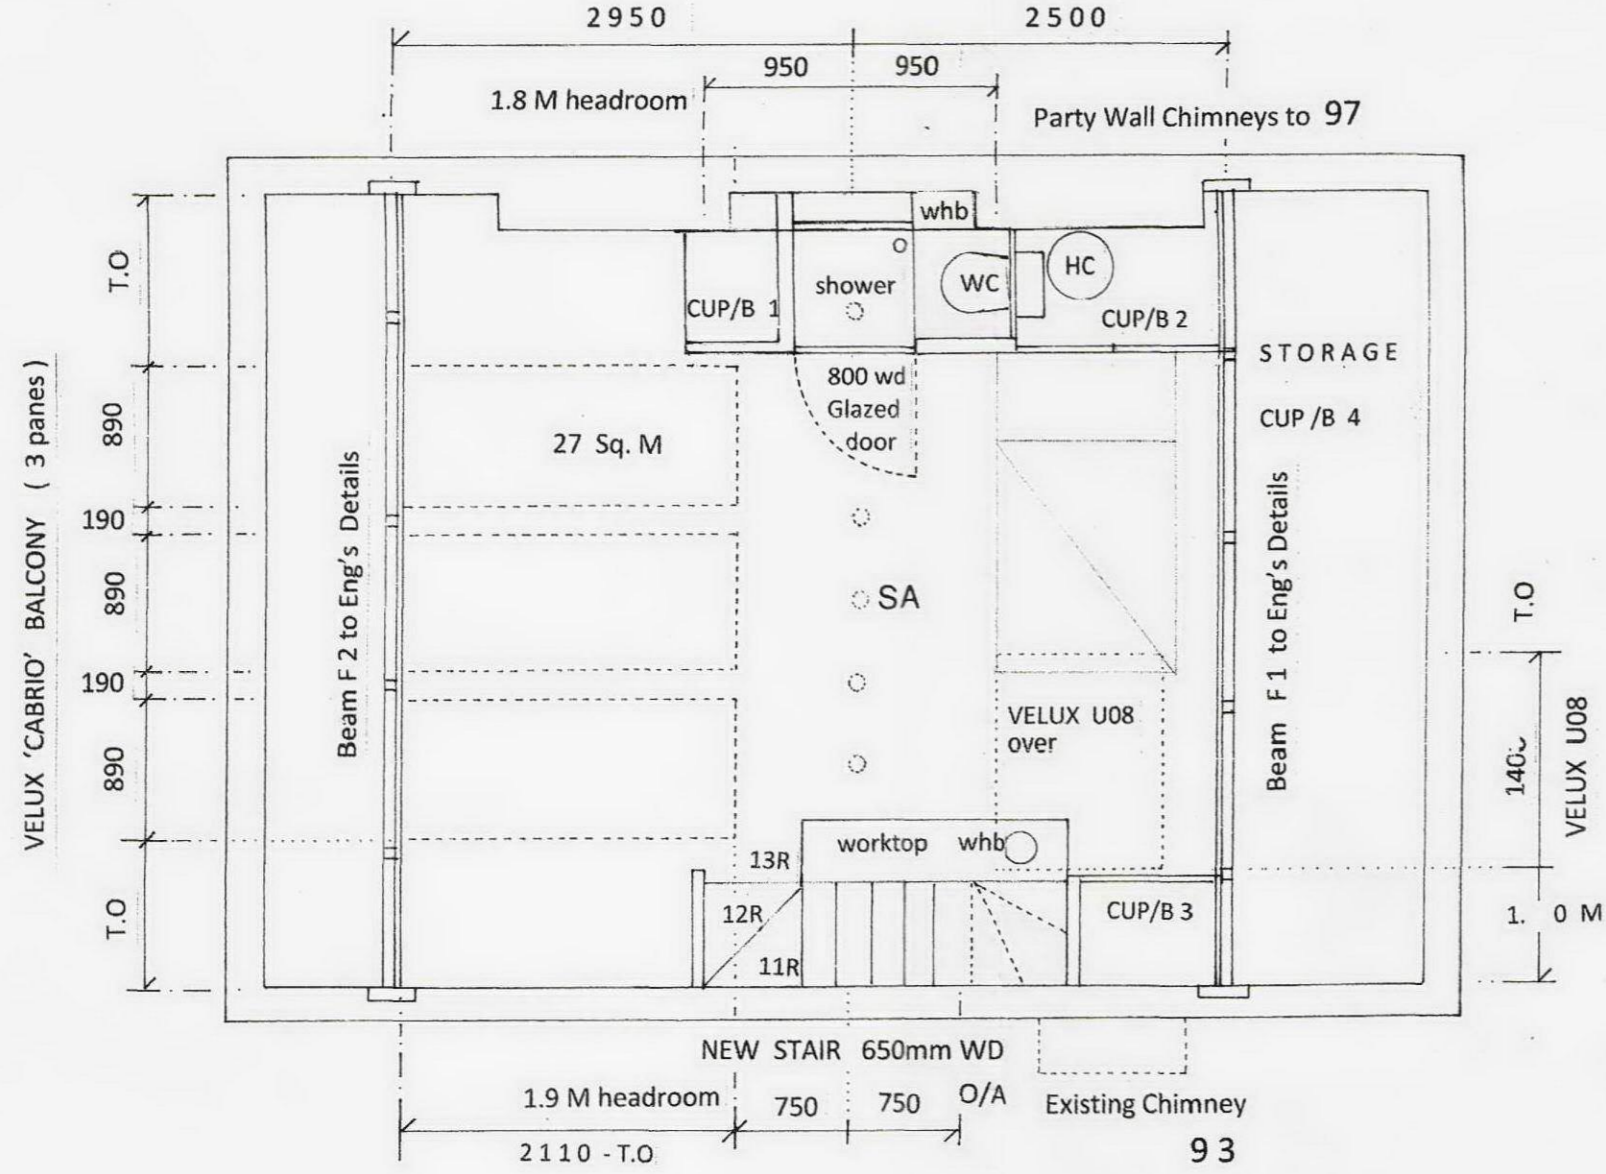 2950
2500
950
950
1.8 M headroom
Party Wall Chimneys to 97
whb
T.O
shower
WC
HC
CUP/B 1
CUP/B 2
STORAGE
CUP/B 4
800 wd
Glazed
door
27 Sq. M
VELUX 'CABRIO' BALCONY ( 3 panes )
890
190
890
190
890
T.O
Beam F 2 to Eng's Details
SA
Beam F 1 to Eng's Details
T.O
VELUX U08
over
VELUX U08
worktop whb
13R
12R
11R
CUP/B 3
1. 0 M
NEW STAIR 650mm WD
O/A
1.9 M headroom
750
750
Existing Chimney
2110 - T.O
93